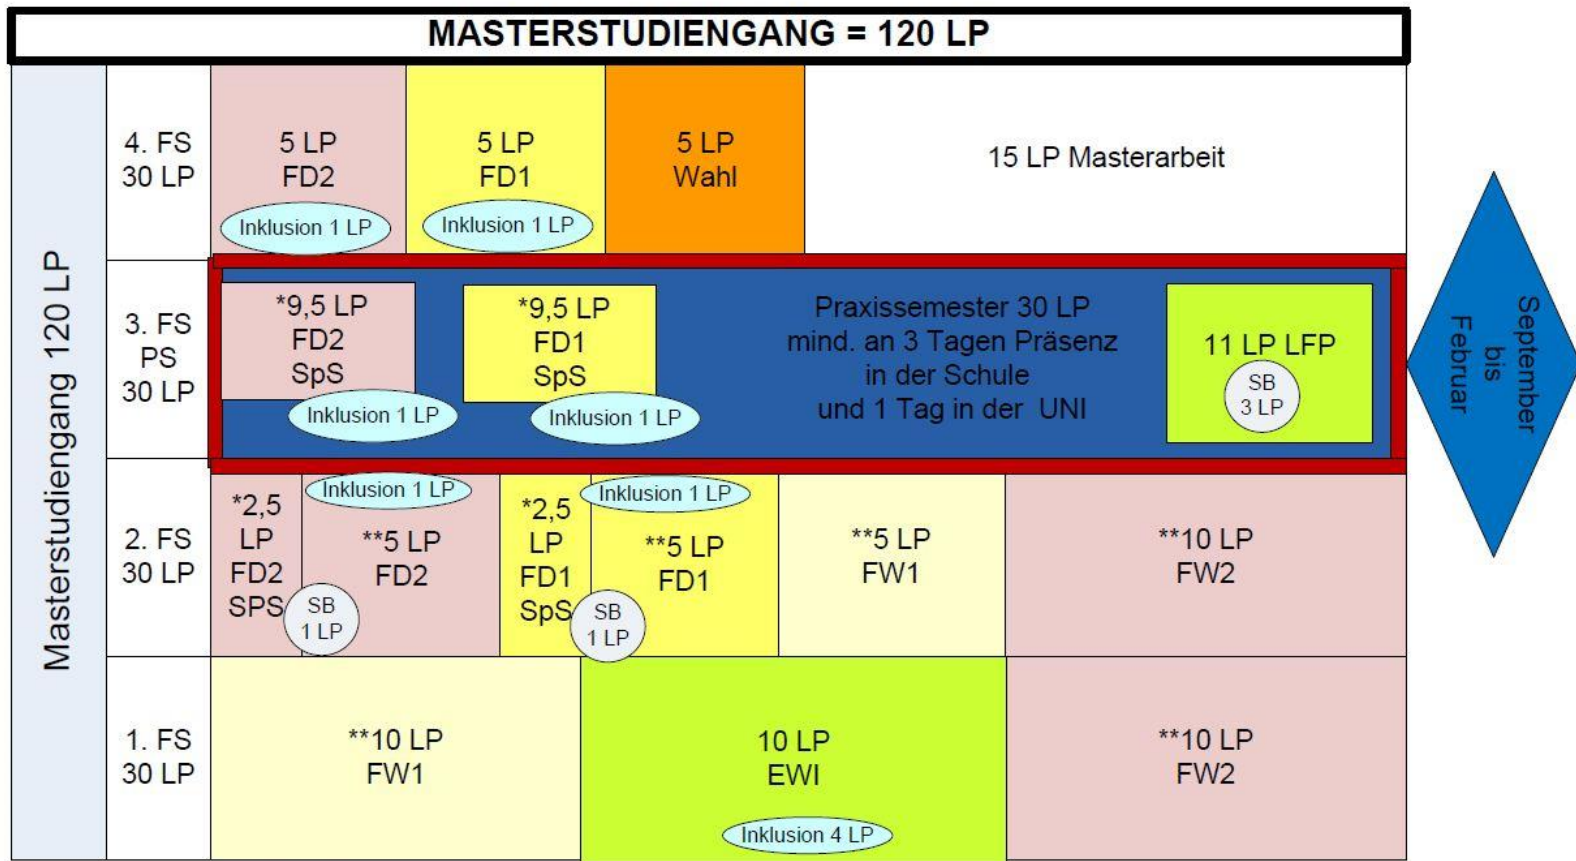 MASTERSTUDIENGANG = 120 LP
Masterstudiengang 120 LP
4. FS
30 LP
5 LP
FD2
Inklusion 1 LP
5 LP
FD1
Inklusion 1 LP
5 LP
Wahl
15 LP Masterarbeit
3. FS
PS
30 LP
*9,5 LP
FD2
SpS
Inklusion 1 LP
*9,5 LP
FD1
SpS
Inklusion 1 LP
Praxissemester 30 LP
mind. an 3 Tagen Präsenz
in der Schule
und 1 Tag in der UNI
11 LP LFP
SB
3 LP
September
bis
Februar
2. FS
30 LP
*2,5
LP
FD2
SPS
Inklusion 1 LP
**5 LP
FD2
SB
1 LP
*2,5
LP
FD1
SpS
Inklusion 1 LP
**5 LP
FD1
SB
1 LP
**5 LP
FW1
**10 LP
FW2
1. FS
30 LP
**10 LP
FW1
10 LP
EWI
Inklusion 4 LP
**10 LP
FW2